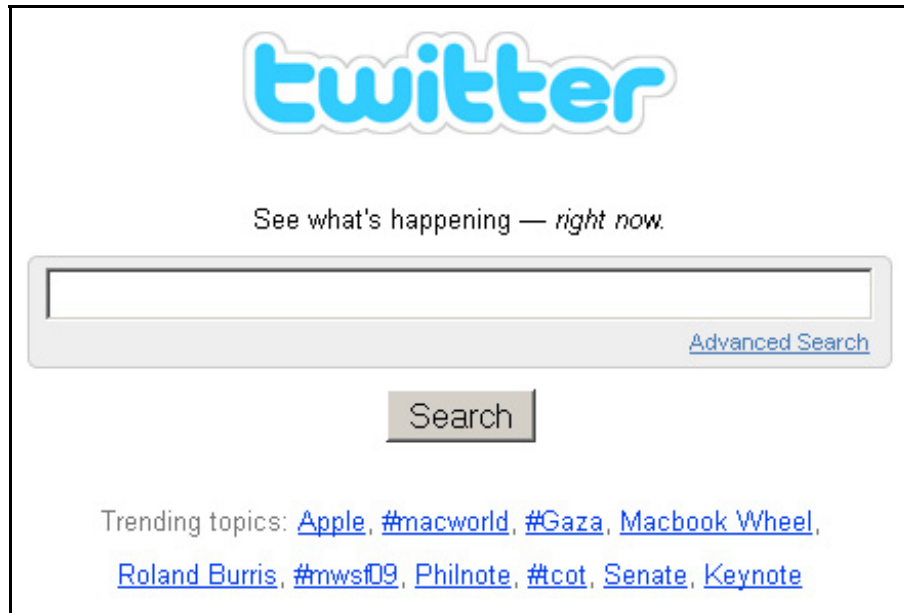 twitter
See what's happening — right now.
Advanced Search
Search
Trending topics: Apple, #macworld, #Gaza, Macbook Wheel,
Roland Burris, #mwsf09, Philnote, #tcot, Senate, Keynote